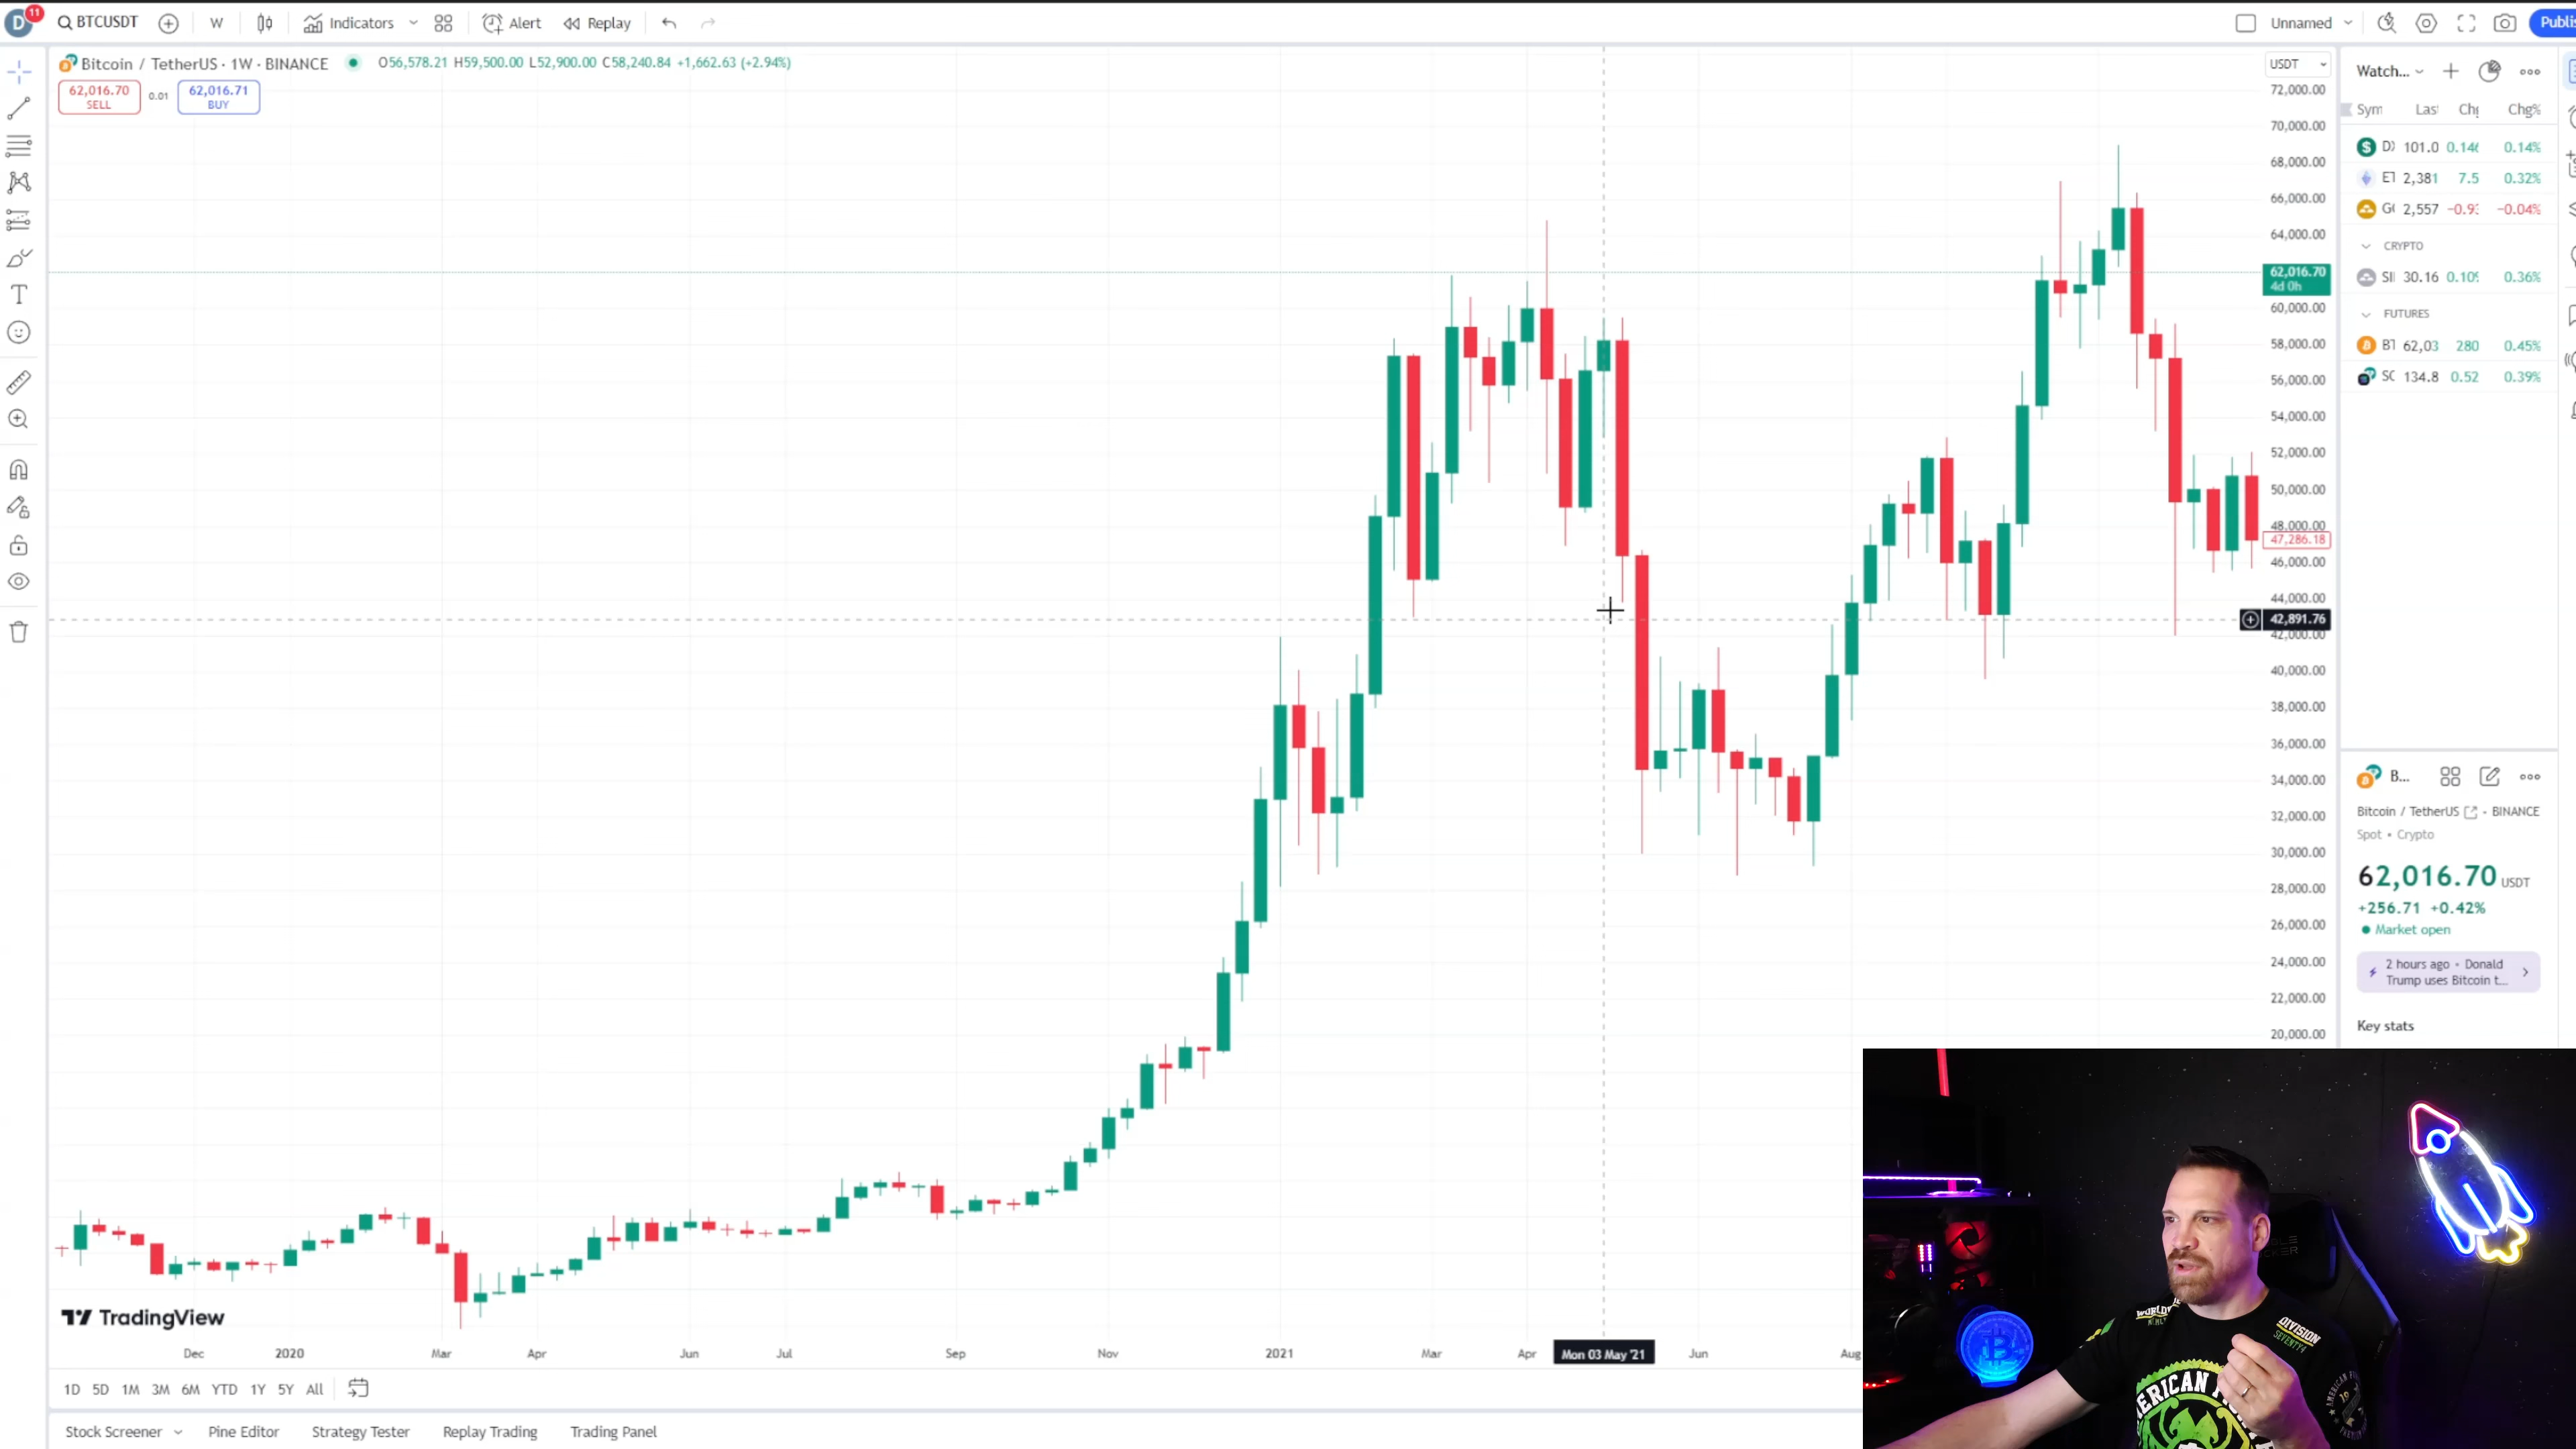 D 11 BTCUSDT W Indicators Alert Replay Unnamed
Bitcoin / TetherUS · 1W · BINANCE O56,578.21 H59,500.00 L52,900.00 C58,240.84 +1,662.63 (+2.94%)
62,016.70 SELL 0.01 62,016.71 BUY
USDT
72,000.00
70,000.00
68,000.00
66,000.00
64,000.00
62,016.70
4d 0h
60,000.00
58,000.00
56,000.00
54,000.00
52,000.00
50,000.00
48,000.00
47,286.18
46,000.00
44,000.00
42,891.76
42,000.00
40,000.00
38,000.00
36,000.00
34,000.00
32,000.00
30,000.00
28,000.00
26,000.00
24,000.00
22,000.00
20,000.00
Watch...
Sym Chg%
101.0 0.14%
2,381 7.5 0.32%
2,557 -0.04%
CRYPTO
30.16 0.36%
FUTURES
62,03 280 0.45%
SC 134.8 0.52 0.39%
B...
Bitcoin / TetherUS · BINANCE
Spot • Crypto
62,016.70 USDT
+256.71 +0.42%
Market open
2 hours ago • Donald
Trump uses Bitcoin t...
Key stats
TradingView
Dec 2020 Mar Apr Jun Jul Sep Nov 2021 Mar Apr Mon 03 May '21 Jun Aug
1D 5D 1M 3M 6M YTD 1Y 5Y All
Stock Screener Pine Editor Strategy Tester Replay Trading Trading Panel
DIVISION